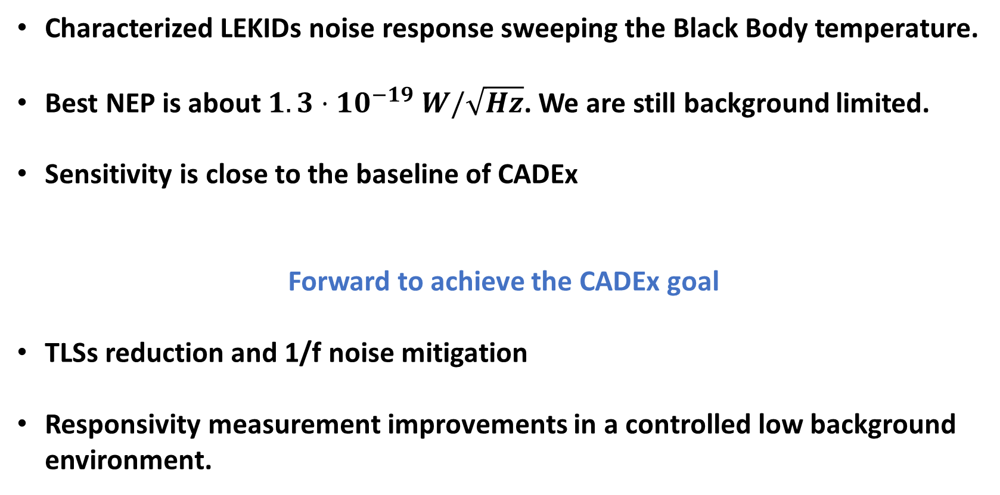 • Characterized LEKIDs noise response sweeping the Black Body temperature.
• Best NEP is about 1.3 · 10⁻¹⁹ W/√Hz. We are still background limited.
• Sensitivity is close to the baseline of CADEx
Forward to achieve the CADEx goal
• TLSs reduction and 1/f noise mitigation
• Responsivity measurement improvements in a controlled low background
environment.